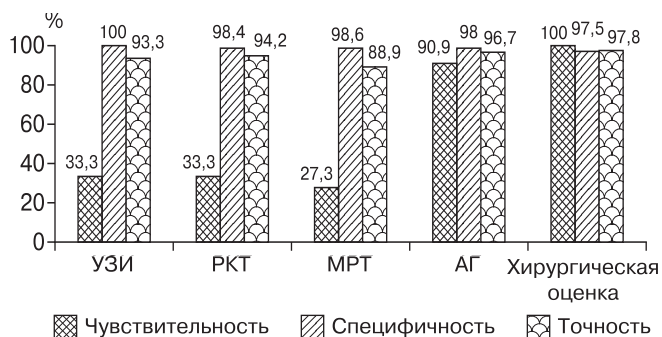 %
100
80
60
40
20
0
33,3
100
93,3
33,3
98,4
94,2
27,3
98,6
88,9
90,9
98
96,7
100
97,5
97,8
УЗИ
РКТ
МРТ
АГ
Хирургическая
оценка
Чувствительность
Специфичность
Точность